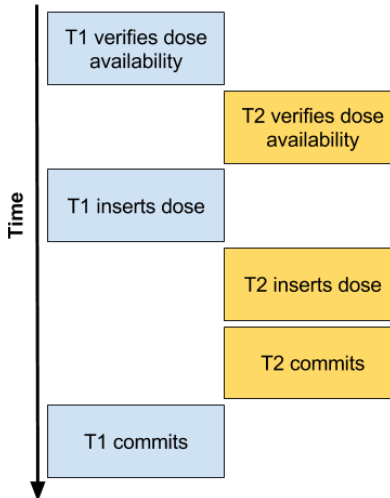 T1 verifies dose
availability
T2 verifies dose
availability
Time
T1 inserts dose
T2 inserts dose
T2 commits
T1 commits